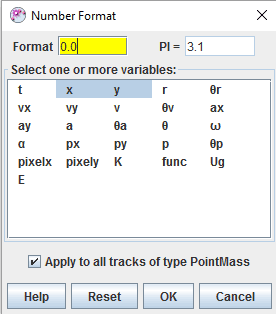 Number Format
Format 0.0 PI = 3.1
Select one or more variables:
t x y r θr
vx vy v θv ax
ay a θa θ ω
α px py p θp
pixelx pixely K func Ug
E
Apply to all tracks of type PointMass
Help Reset OK Cancel